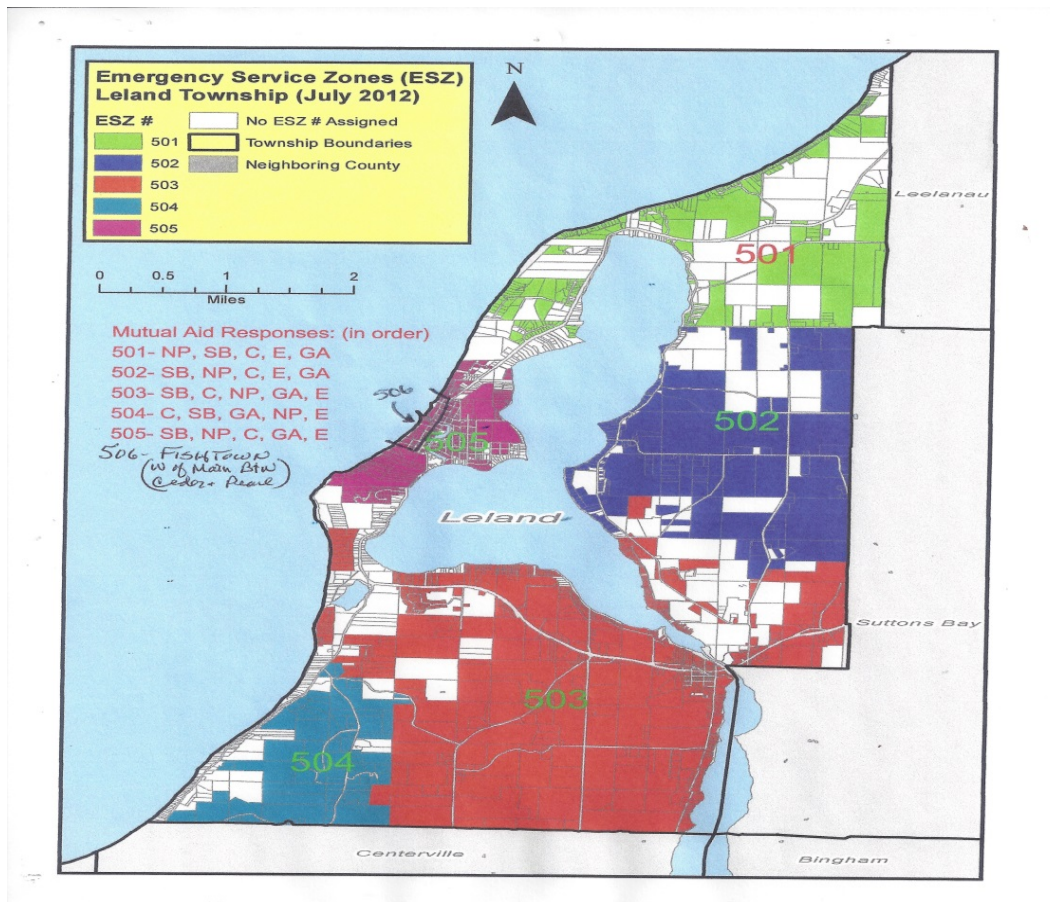 Emergency Service Zones (ESZ)
Leland Township (July 2012)
ESZ #
501
502
503
504
505
No ESZ # Assigned
Township Boundaries
Neighboring County
N
0 0.5 1 2
Miles
Mutual Aid Responses: (in order)
501- NP, SB, C, E, GA
502- SB, NP, C, E, GA
503- SB, C, NP, GA, E
504- C, SB, GA, NP, E
505- SB, NP, C, GA, E
506- FISHTOWN
(W of Main Btw
Cedar + Pearl)
506
Leelanau
501
502
505
Leland
Suttons Bay
503
504
Centerville
Bingham